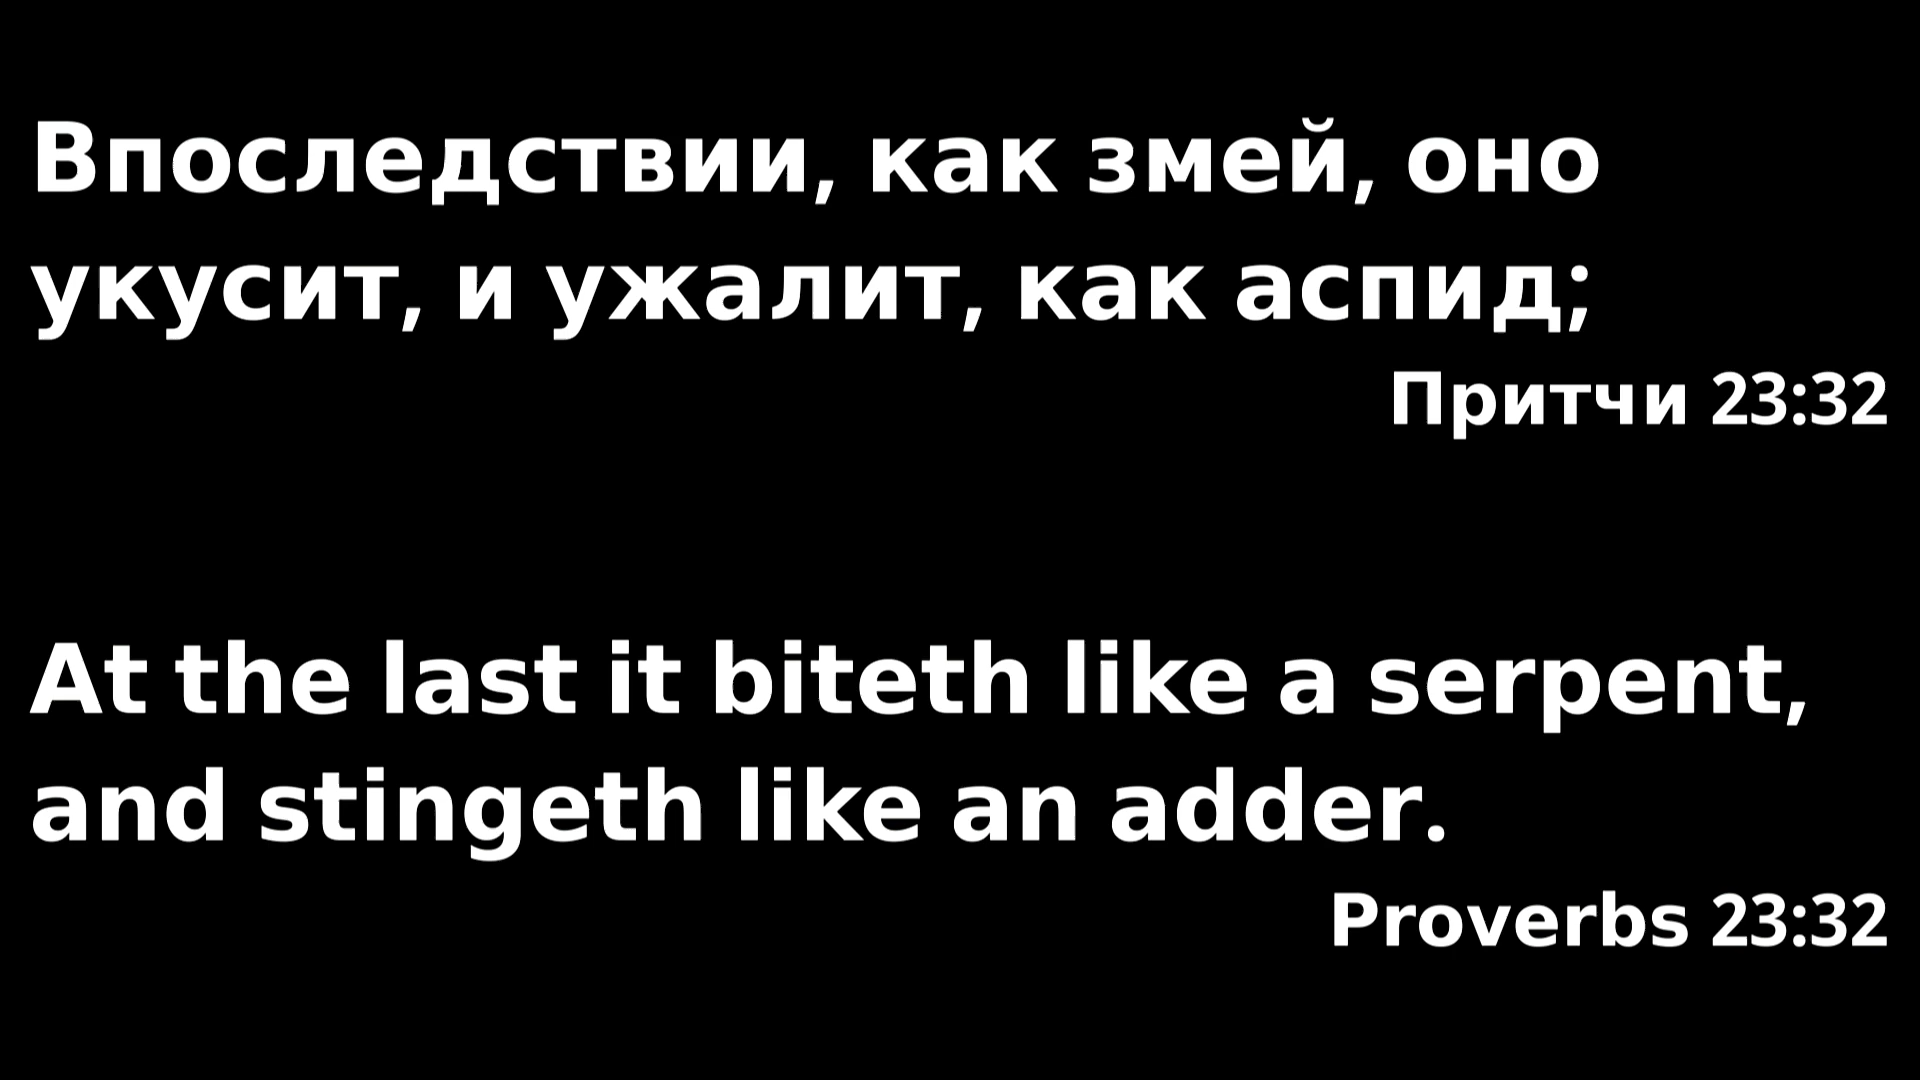 Впоследствии, как змей, оно
укусит, и ужалит, как аспид;
Притчи 23:32
At the last it biteth like a serpent,
and stingeth like an adder.
Proverbs 23:32